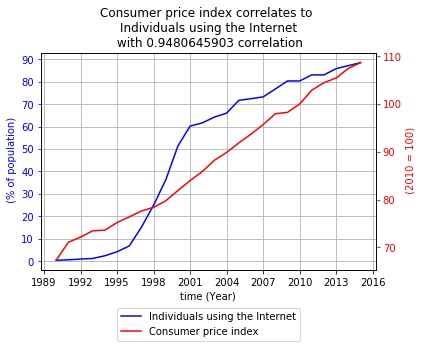 Consumer price index correlates to
Individuals using the Internet
with 0.9480645903 correlation
90
80
70
60
50
40
30
20
10
0
(% of population)
110
100
90
80
70
(2010 = 100)
1989 1992 1995 1998 2001 2004 2007 2010 2013 2016
time (Year)
Individuals using the Internet
Consumer price index